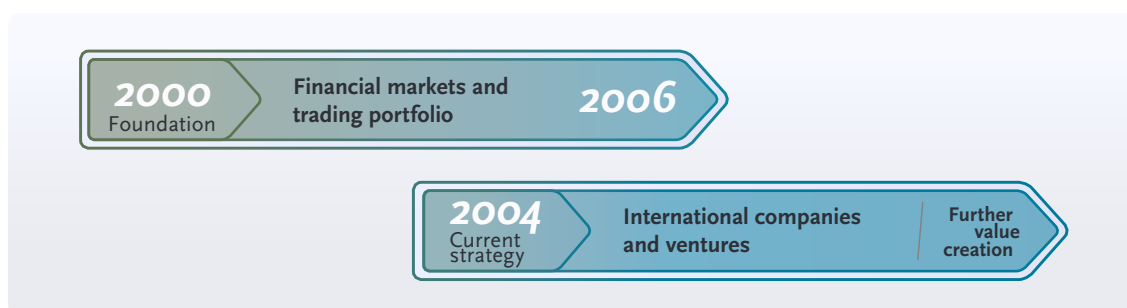 2000
Foundation
Financial markets and
trading portfolio
2006
2004
Current
strategy
International companies
and ventures
Further
value
creation